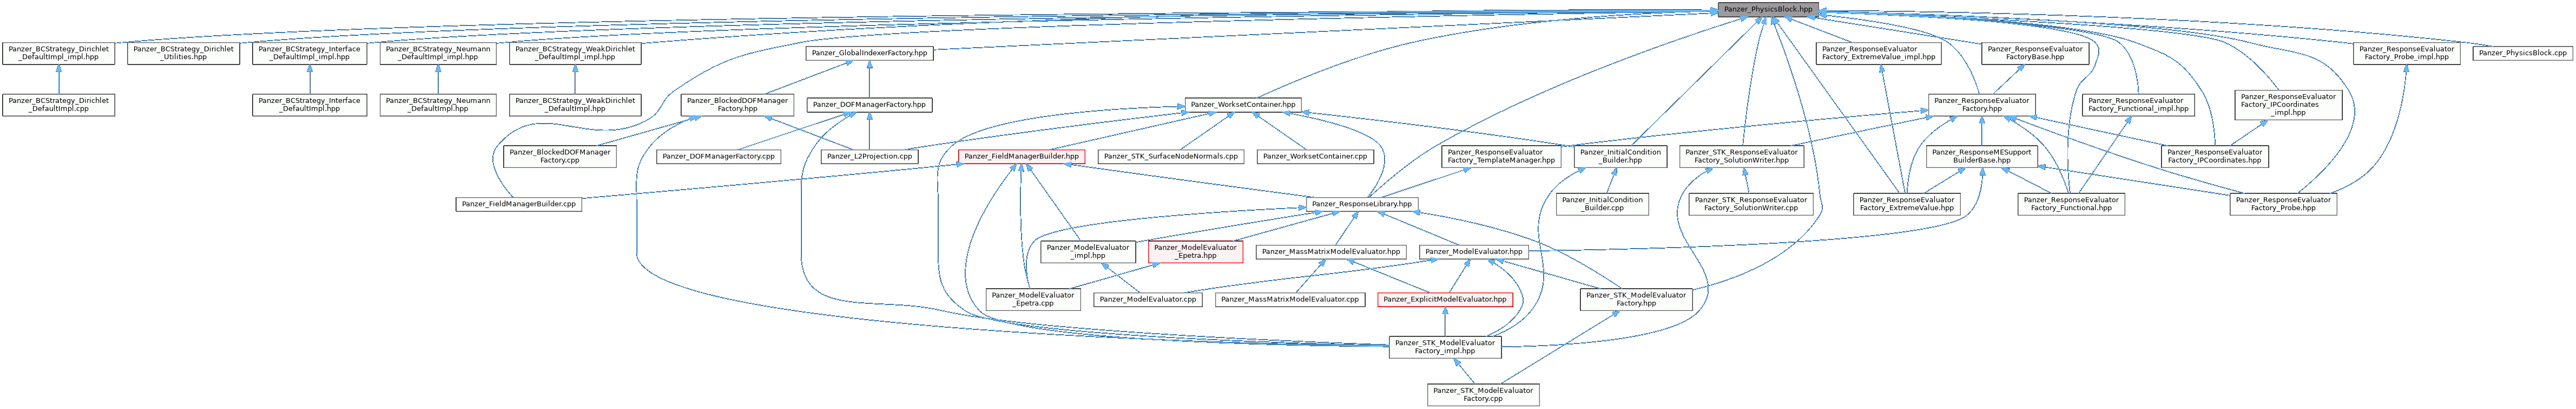 Panzer_PhysicsBlock.hpp
Panzer_BCStrategy_Dirichlet
_DefaultImpl_impl.hpp
Panzer_BCStrategy_Dirichlet
_Utilities.hpp
Panzer_BCStrategy_Interface
_DefaultImpl_impl.hpp
Panzer_BCStrategy_Neumann
_DefaultImpl_impl.hpp
Panzer_BCStrategy_WeakDirichlet
_DefaultImpl_impl.hpp
Panzer_GlobalIndexerFactory.hpp
Panzer_ResponseEvaluator
Factory_ExtremeValue_impl.hpp
Panzer_ResponseEvaluator
FactoryBase.hpp
Panzer_ResponseEvaluator
Factory_Probe_impl.hpp
Panzer_PhysicsBlock.cpp
Panzer_BCStrategy_Dirichlet
_DefaultImpl.cpp
Panzer_BCStrategy_Interface
_DefaultImpl.hpp
Panzer_BCStrategy_Neumann
_DefaultImpl.hpp
Panzer_BCStrategy_WeakDirichlet
_DefaultImpl.hpp
Panzer_BlockedDOFManager
Factory.hpp
Panzer_DOFManagerFactory.hpp
Panzer_WorksetContainer.hpp
Panzer_ResponseEvaluator
Factory.hpp
Panzer_ResponseEvaluator
Factory_Functional_impl.hpp
Panzer_ResponseEvaluator
Factory_IPCoordinates
_impl.hpp
Panzer_BlockedDOFManager
Factory.cpp
Panzer_DOFManagerFactory.cpp
Panzer_L2Projection.cpp
Panzer_FieldManagerBuilder.hpp
Panzer_STK_SurfaceNodeNormals.cpp
Panzer_WorksetContainer.cpp
Panzer_ResponseEvaluator
Factory_TemplateManager.hpp
Panzer_InitialCondition
_Builder.hpp
Panzer_STK_ResponseEvaluator
Factory_SolutionWriter.hpp
Panzer_ResponseMESupport
BuilderBase.hpp
Panzer_ResponseEvaluator
Factory_IPCoordinates.hpp
Panzer_FieldManagerBuilder.cpp
Panzer_ResponseLibrary.hpp
Panzer_InitialCondition
_Builder.cpp
Panzer_STK_ResponseEvaluator
Factory_SolutionWriter.cpp
Panzer_ResponseEvaluator
Factory_ExtremeValue.hpp
Panzer_ResponseEvaluator
Factory_Functional.hpp
Panzer_ResponseEvaluator
Factory_Probe.hpp
Panzer_ModelEvaluator
_impl.hpp
Panzer_ModelEvaluator
_Epetra.hpp
Panzer_MassMatrixModelEvaluator.hpp
Panzer_ModelEvaluator.hpp
Panzer_ModelEvaluator
_Epetra.cpp
Panzer_ModelEvaluator.cpp
Panzer_MassMatrixModelEvaluator.cpp
Panzer_ExplicitModelEvaluator.hpp
Panzer_STK_ModelEvaluator
Factory.hpp
Panzer_STK_ModelEvaluator
Factory_impl.hpp
Panzer_STK_ModelEvaluator
Factory.cpp